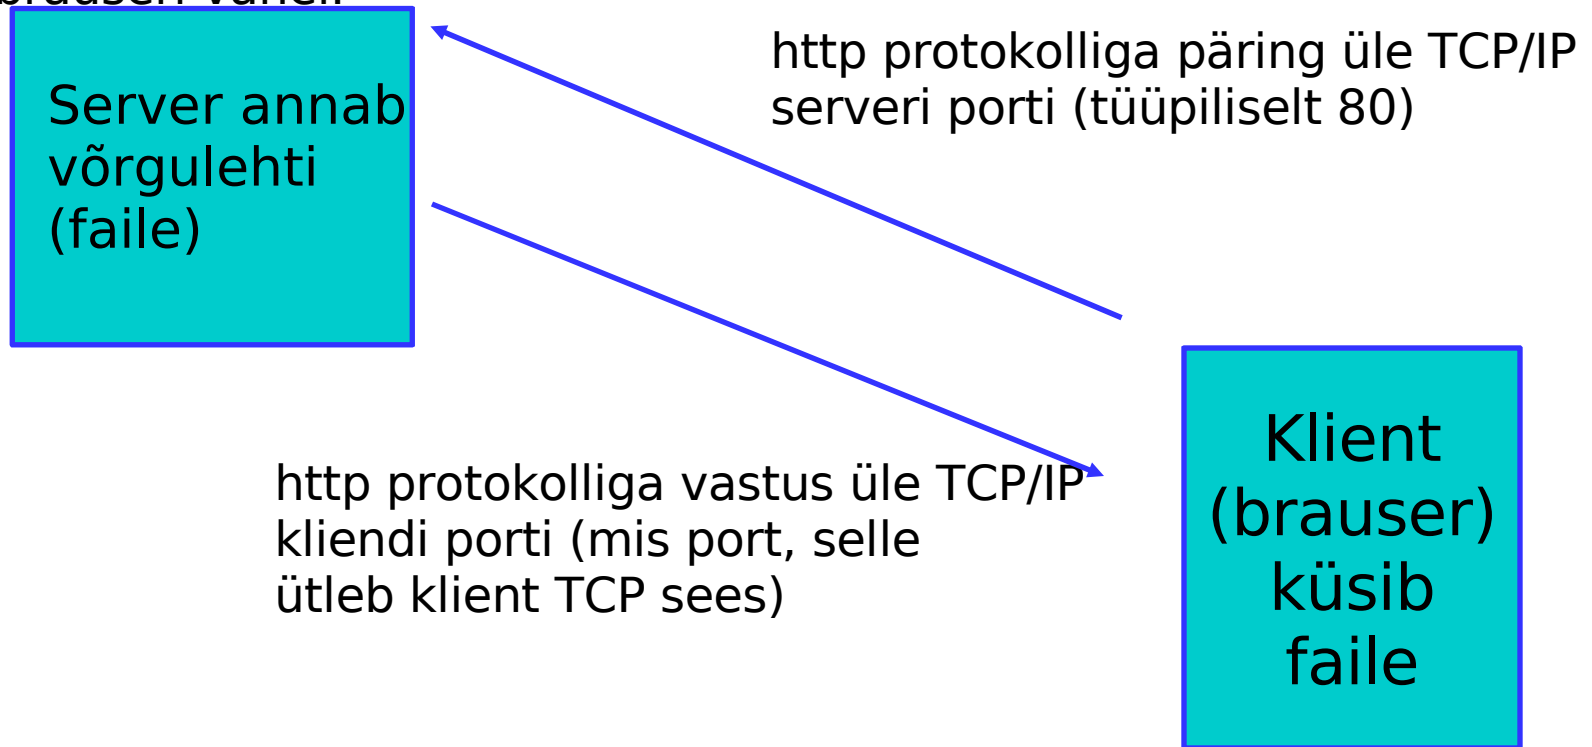 Server annab
võrgulehti
(faile)
http protokolliga päring üle TCP/IP
serveri porti (tüüpiliselt 80)
http protokolliga vastus üle TCP/IP
kliendi porti (mis port, selle
ütleb klient TCP sees)
Klient
(brauser)
küsib
faile